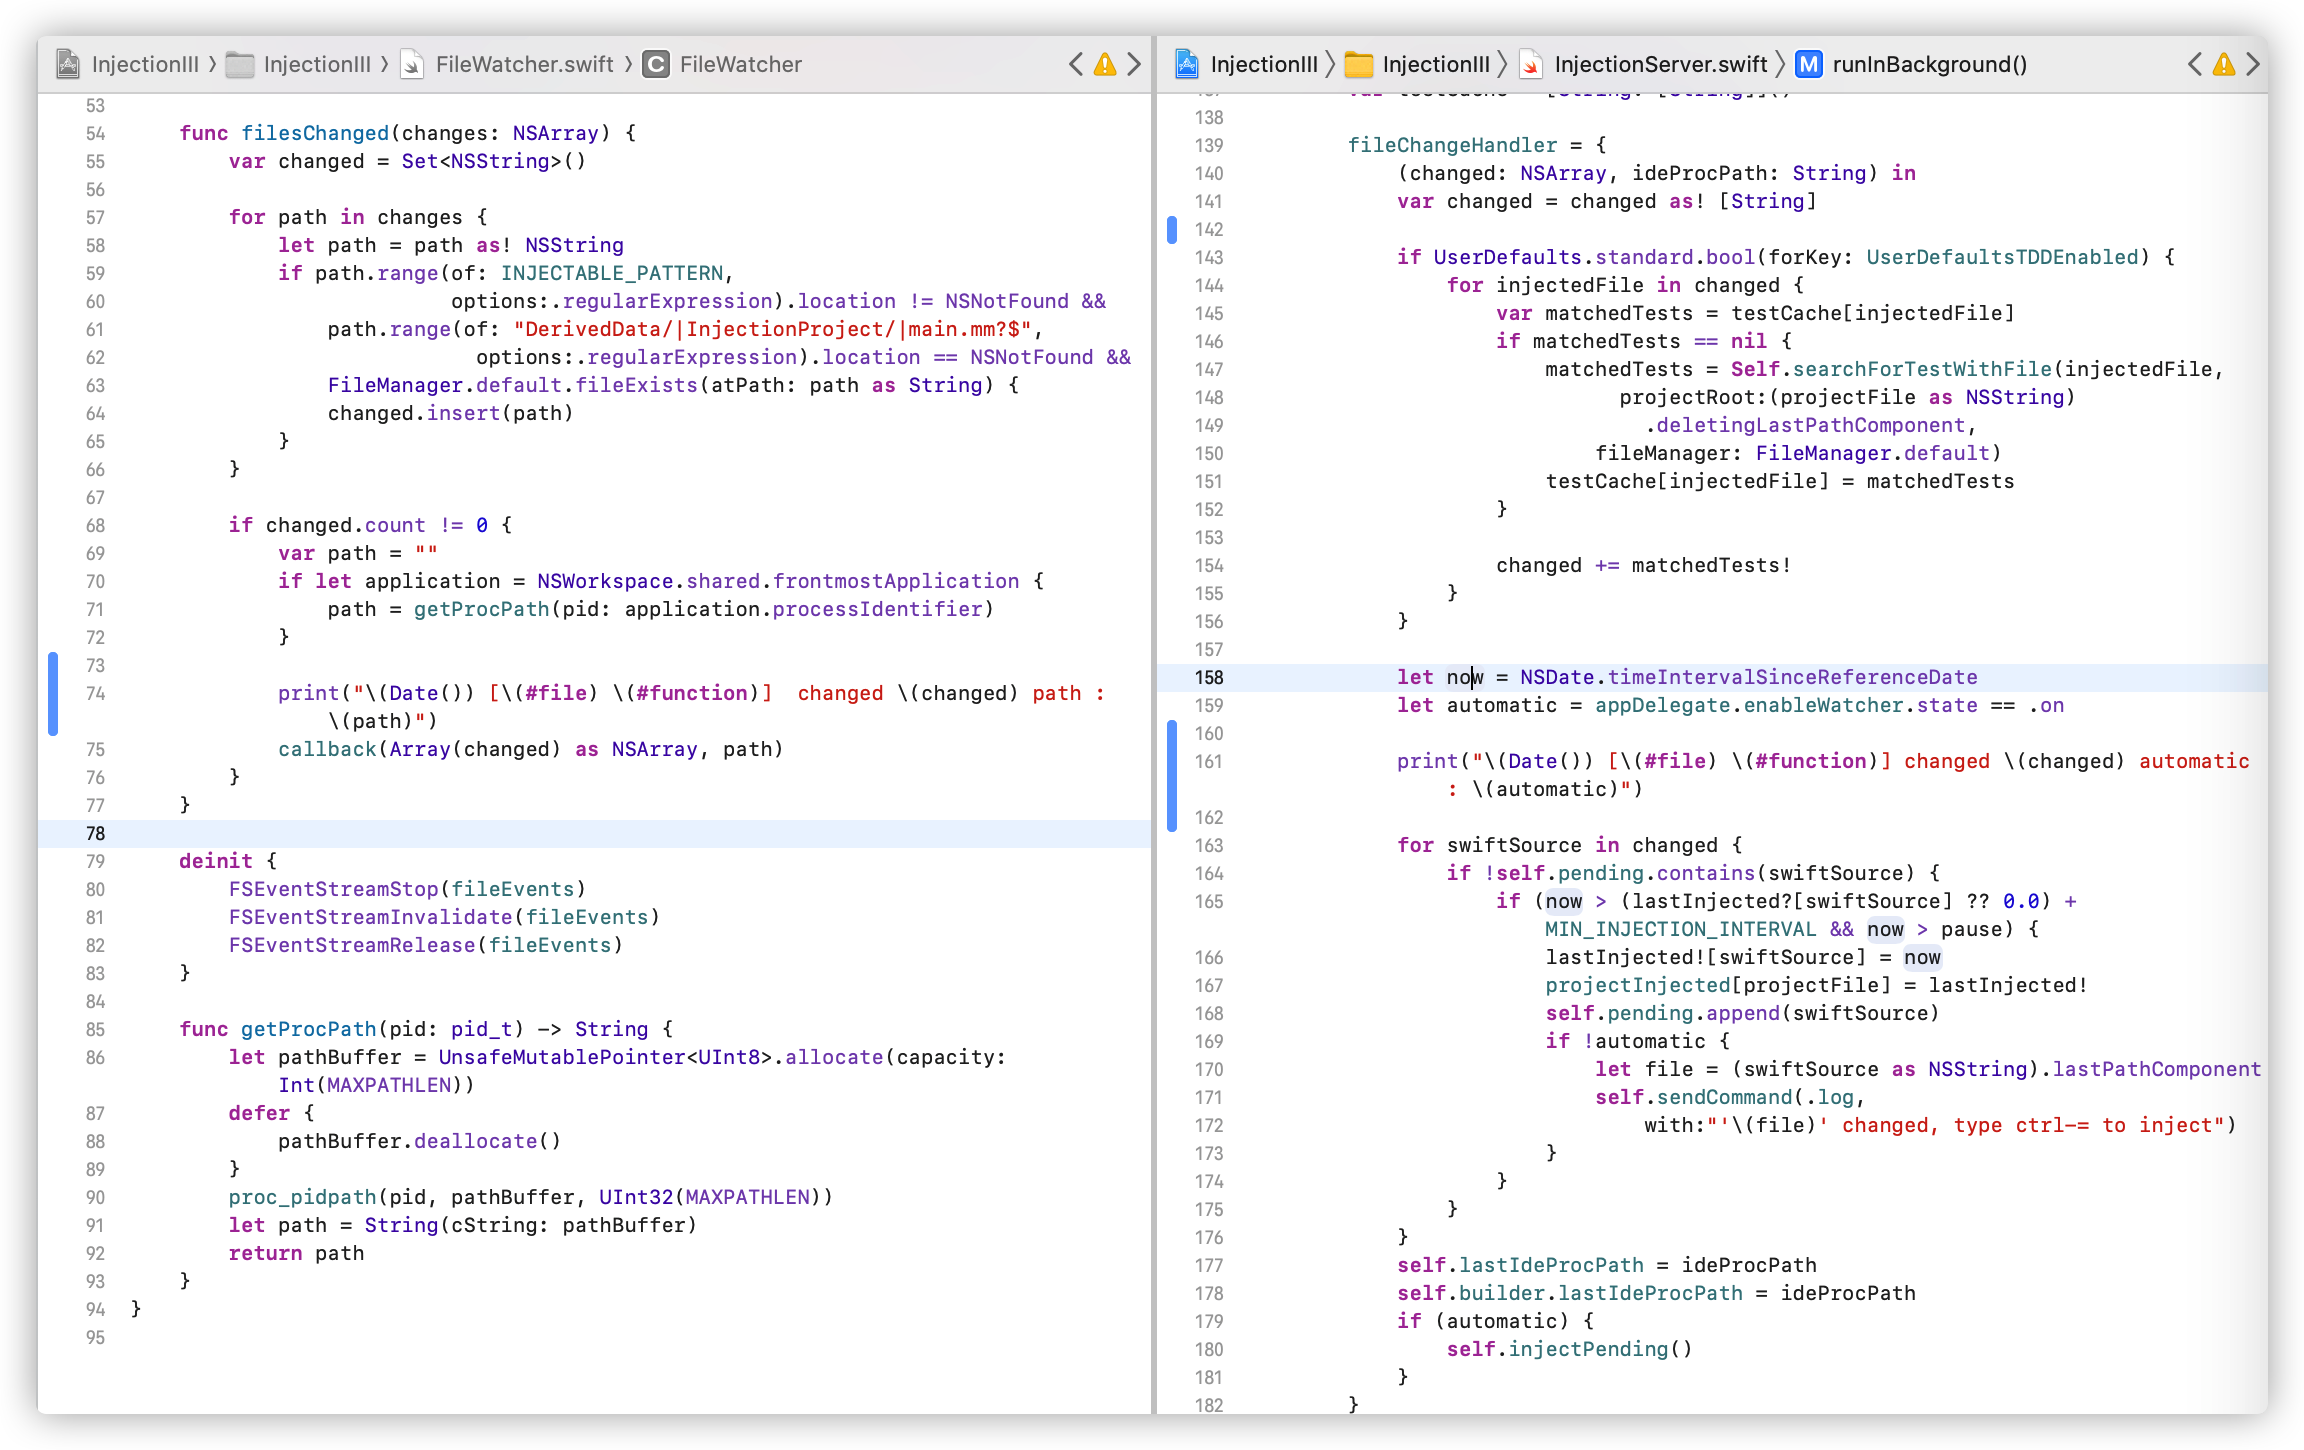 InjectionIII › InjectionIII › FileWatcher.swift › C FileWatcher
53
54 func filesChanged(changes: NSArray) {
55 var changed = Set<NSString>()
56
57 for path in changes {
58 let path = path as! NSString
59 if path.range(of: INJECTABLE_PATTERN,
60 options:.regularExpression).location != NSNotFound &&
61 path.range(of: "DerivedData/|InjectionProject/|main.mm?$",
62 options:.regularExpression).location == NSNotFound &&
63 FileManager.default.fileExists(atPath: path as String) {
64 changed.insert(path)
65 }
66 }
67
68 if changed.count != 0 {
69 var path = ""
70 if let application = NSWorkspace.shared.frontmostApplication {
71 path = getProcPath(pid: application.processIdentifier)
72 }
73
74 print("\(Date()) [\(#file) \(#function)]  changed \(changed) path :
\(path)")
75 callback(Array(changed) as NSArray, path)
76 }
77 }
78
79 deinit {
80 FSEventStreamStop(fileEvents)
81 FSEventStreamInvalidate(fileEvents)
82 FSEventStreamRelease(fileEvents)
83 }
84
85 func getProcPath(pid: pid_t) -> String {
86 let pathBuffer = UnsafeMutablePointer<UInt8>.allocate(capacity:
Int(MAXPATHLEN))
87 defer {
88 pathBuffer.deallocate()
89 }
90 proc_pidpath(pid, pathBuffer, UInt32(MAXPATHLEN))
91 let path = String(cString: pathBuffer)
92 return path
93 }
94 }
95
InjectionIII › InjectionIII › InjectionServer.swift › M runInBackground()
138
139 fileChangeHandler = {
140 (changed: NSArray, ideProcPath: String) in
141 var changed = changed as! [String]
142
143 if UserDefaults.standard.bool(forKey: UserDefaultsTDDEnabled) {
144 for injectedFile in changed {
145 var matchedTests = testCache[injectedFile]
146 if matchedTests == nil {
147 matchedTests = Self.searchForTestWithFile(injectedFile,
148 projectRoot:(projectFile as NSString)
149 .deletingLastPathComponent,
150 fileManager: FileManager.default)
151 testCache[injectedFile] = matchedTests
152 }
153
154 changed += matchedTests!
155 }
156 }
157
158 let now = NSDate.timeIntervalSinceReferenceDate
159 let automatic = appDelegate.enableWatcher.state == .on
160
161 print("\(Date()) [\(#file) \(#function)] changed \(changed) automatic
: \(automatic)")
162
163 for swiftSource in changed {
164 if !self.pending.contains(swiftSource) {
165 if (now > (lastInjected?[swiftSource] ?? 0.0) +
MIN_INJECTION_INTERVAL && now > pause) {
166 lastInjected![swiftSource] = now
167 projectInjected[projectFile] = lastInjected!
168 self.pending.append(swiftSource)
169 if !automatic {
170 let file = (swiftSource as NSString).lastPathComponent
171 self.sendCommand(.log,
172 with:"'\(file)' changed, type ctrl-= to inject")
173 }
174 }
175 }
176 }
177 self.lastIdeProcPath = ideProcPath
178 self.builder.lastIdeProcPath = ideProcPath
179 if (automatic) {
180 self.injectPending()
181 }
182 }